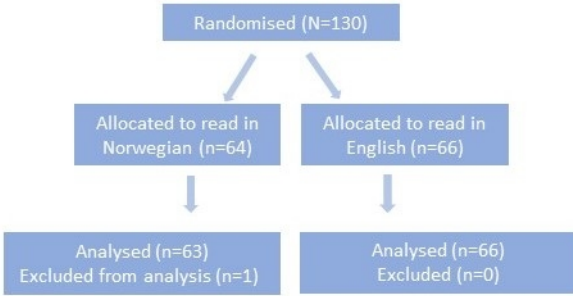 Randomised (N=130)
Allocated to read in
Norwegian (n=64)
Allocated to read in
English (n=66)
Analysed (n=63)
Excluded from analysis (n=1)
Analysed (n=66)
Excluded (n=0)